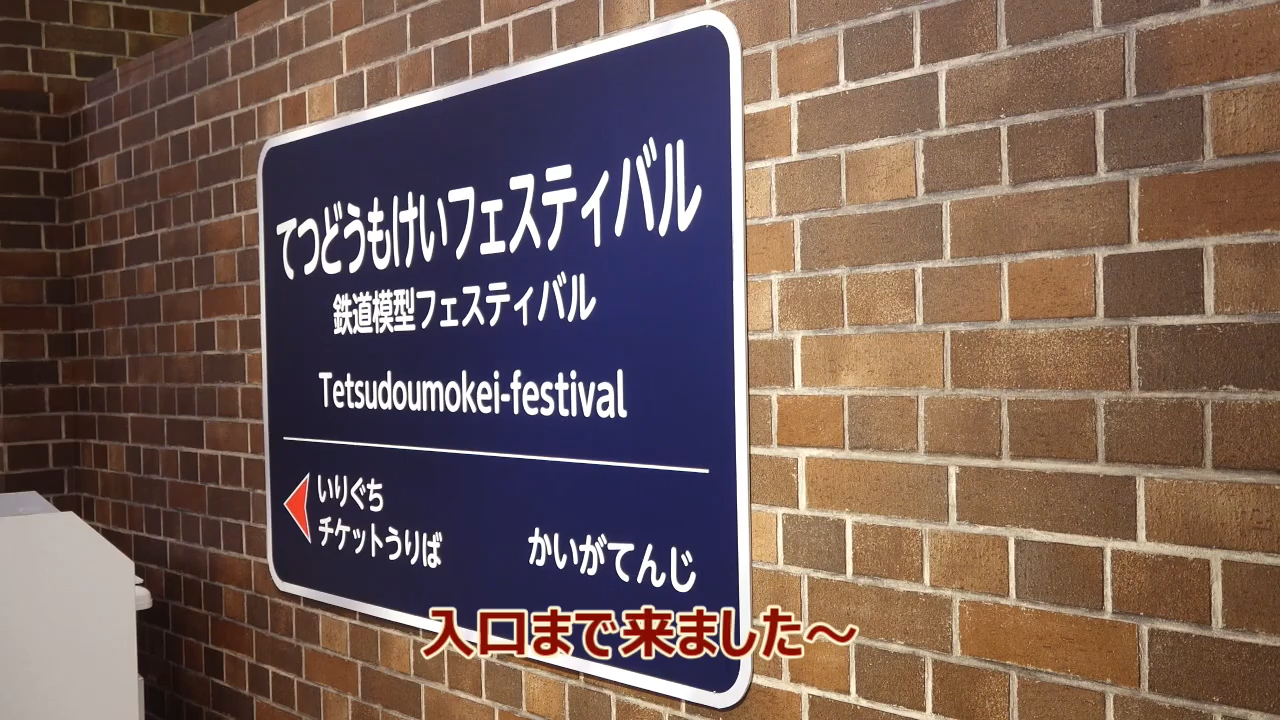 てつどうもけいフェスティバル
鉄道模型フェスティバル
Tetsudoumokei-festival
いりぐち
チケットうりば
かいがてんじ
入口まで来ました～